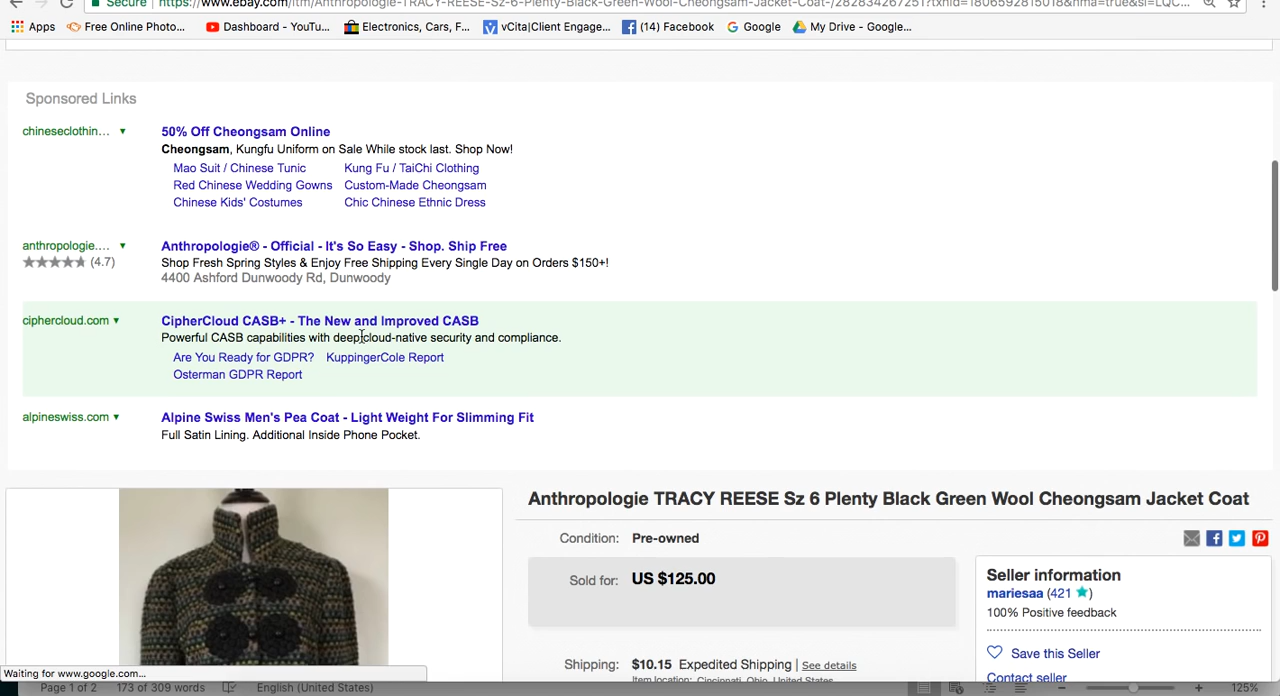 Secure https://www.ebay.com/itm/Anthropologie-TRACY-REESE-Sz-6-Plenty-Black-Green-Wool-Cheongsam-Jacket-Coat-/282834267251?txnId=1806592815018&nma=true&si=LQC...
Apps Free Online Photo... Dashboard - YouTu... Electronics, Cars, F... vCita|Client Engage... (14) Facebook Google My Drive - Google...
Sponsored Links
chineseclothin... ▼ 50% Off Cheongsam Online
Cheongsam, Kungfu Uniform on Sale While stock last. Shop Now!
Mao Suit / Chinese Tunic Kung Fu / TaiChi Clothing
Red Chinese Wedding Gowns Custom-Made Cheongsam
Chinese Kids' Costumes Chic Chinese Ethnic Dress
anthropologie.... ▼ Anthropologie® - Official - It's So Easy - Shop. Ship Free
★★★★★ (4.7) Shop Fresh Spring Styles & Enjoy Free Shipping Every Single Day on Orders $150+!
4400 Ashford Dunwoody Rd, Dunwoody
ciphercloud.com ▼ CipherCloud CASB+ - The New and Improved CASB
Powerful CASB capabilities with deep cloud-native security and compliance.
Are You Ready for GDPR? KuppingerCole Report
Osterman GDPR Report
alpineswiss.com ▼ Alpine Swiss Men's Pea Coat - Light Weight For Slimming Fit
Full Satin Lining. Additional Inside Phone Pocket.
Anthropologie TRACY REESE Sz 6 Plenty Black Green Wool Cheongsam Jacket Coat
Condition: Pre-owned
Sold for: US $125.00
Seller information
mariesaa (421 ★)
100% Positive feedback
Shipping: $10.15 Expedited Shipping | See details
Item location: Cincinnati, Ohio, United States
Save this Seller
Contact seller
Waiting for www.google.com...
Page 1 of 2 173 of 309 words English (United States) 125%